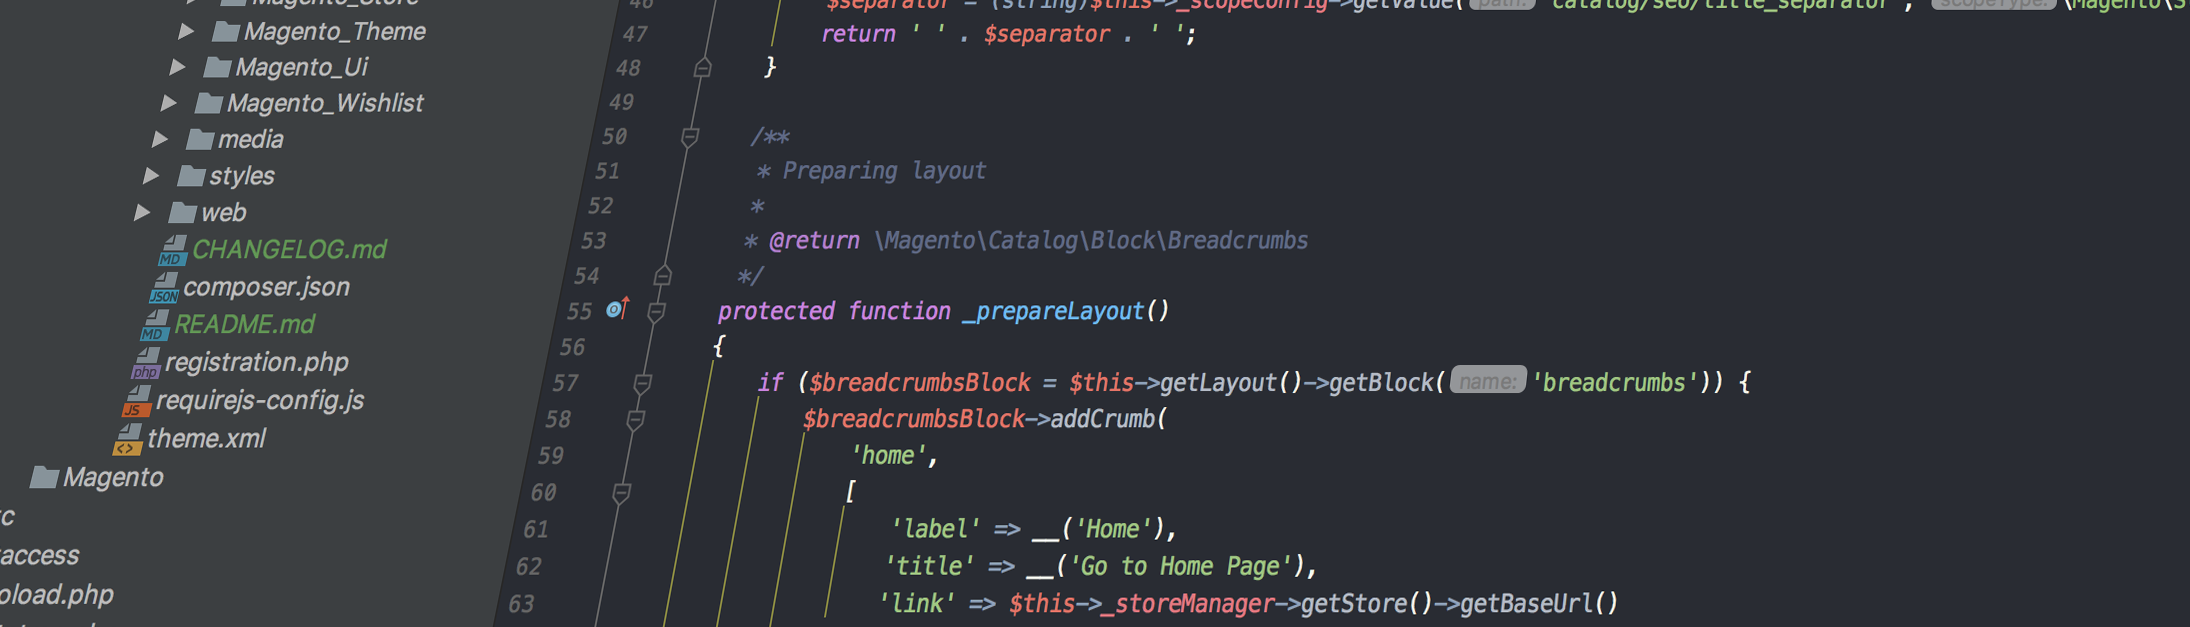 Magento_Store
Magento_Theme
Magento_Ui
Magento_Wishlist
media
styles
web
MD CHANGELOG.md
JSON composer.json
MD README.md
php registration.php
JS requirejs-config.js
<> theme.xml
Magento
access
oload.php
46 $separator = (string)$this->_scopeConfig->getValue( path: 'catalog/seo/title_separator', scopeType: \Magento\S
47 return ' ' . $separator . ' ';
48 }
49
50 /**
51 * Preparing layout
52 *
53 * @return \Magento\Catalog\Block\Breadcrumbs
54 */
55 protected function _prepareLayout()
56 {
57 if ($breadcrumbsBlock = $this->getLayout()->getBlock( name: 'breadcrumbs')) {
58 $breadcrumbsBlock->addCrumb(
59 'home',
60 [
61 'label' => __('Home'),
62 'title' => __('Go to Home Page'),
63 'link' => $this->_storeManager->getStore()->getBaseUrl()